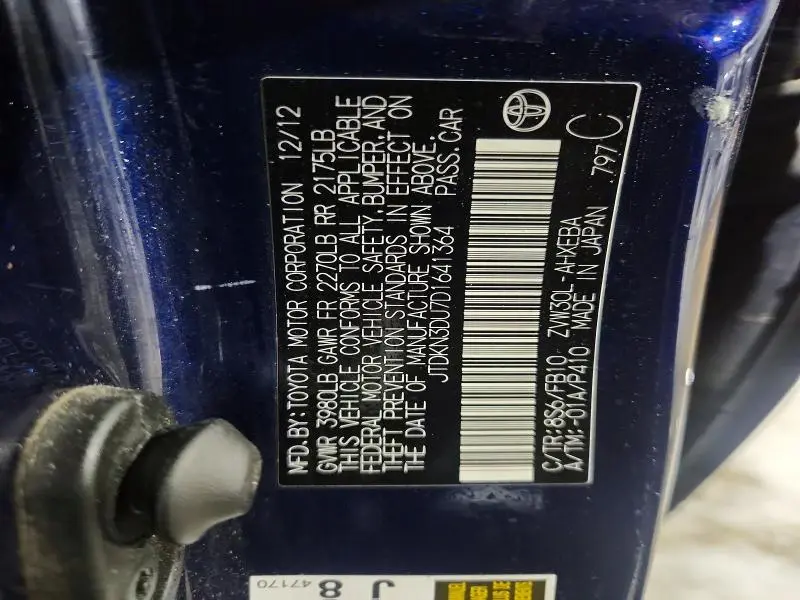 MFD. BY: TOYOTA MOTOR CORPORATION 12/12
GVWR 3980LB GAWR FR 2270LB RR 2175LB
THIS VEHICLE CONFORMS TO ALL APPLICABLE
FEDERAL MOTOR VEHICLE SAFETY, BUMPER, AND
THEFT PREVENTION STANDARDS IN EFFECT ON
THE DATE OF MANUFACTURE SHOWN ABOVE.
JTDKN3DU7D1641364 PASS. CAR
C/TR: 8S6/FB10 ZVW30L-AHXEBA
A/TM: -01A/P410 MADE IN JAPAN .797 C
J 8
47170